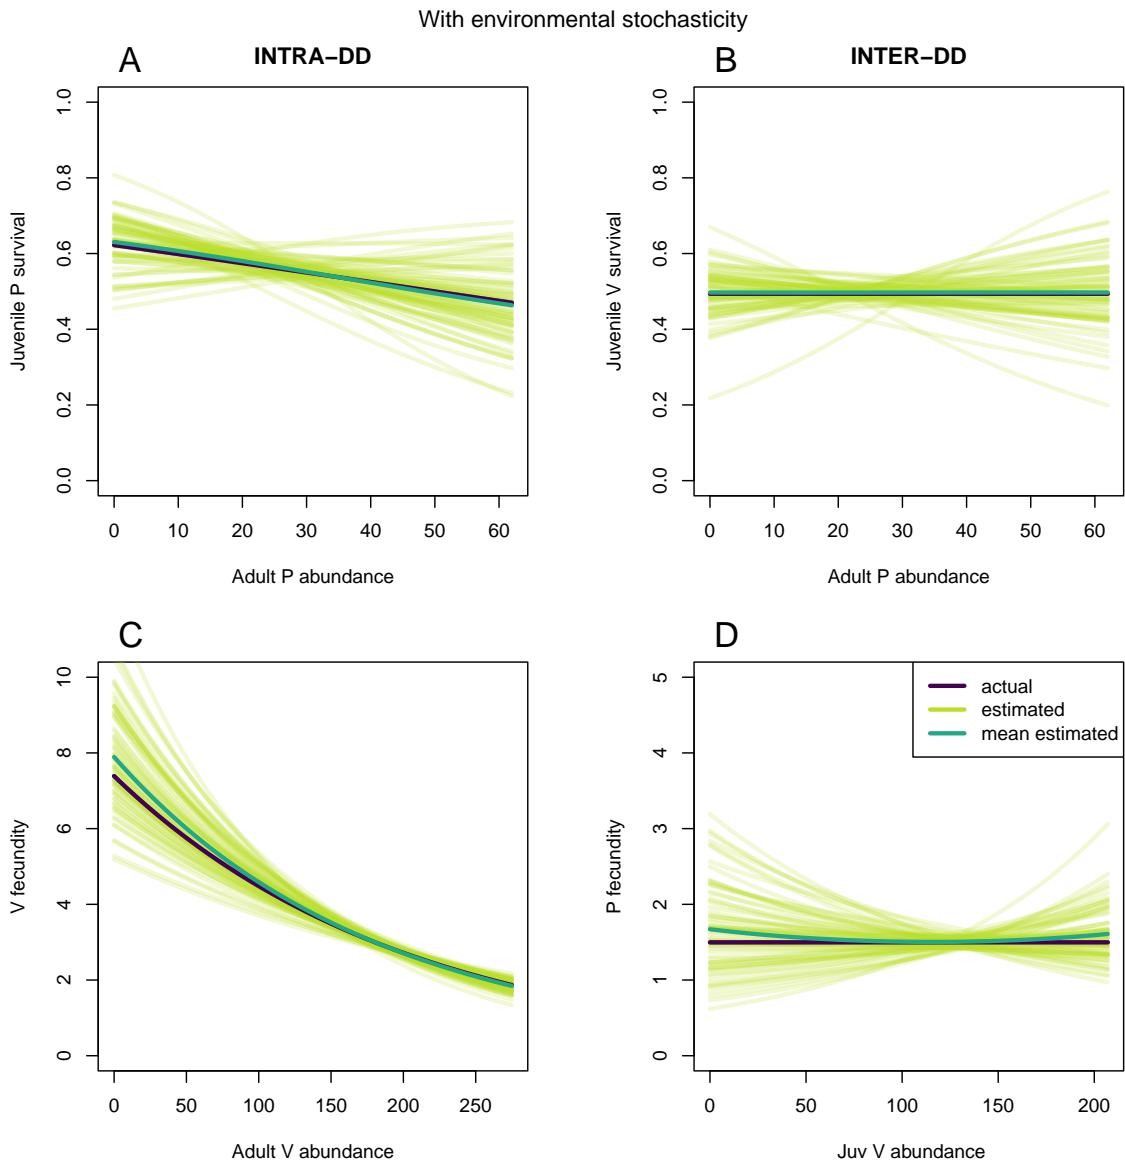 With environmental stochasticity
A INTRA−DD
B INTER−DD
Juvenile P survival
1.0
0.8
0.6
0.4
0.2
0.0
0 10 20 30 40 50 60
Adult P abundance
Juvenile V survival
1.0
0.8
0.6
0.4
0.2
0.0
0 10 20 30 40 50 60
Adult P abundance
C
V fecundity
10
8
6
4
2
0
0 50 100 150 200 250
Adult V abundance
D
P fecundity
5
4
3
2
1
0
actual
estimated
mean estimated
0 50 100 150 200
Juv V abundance